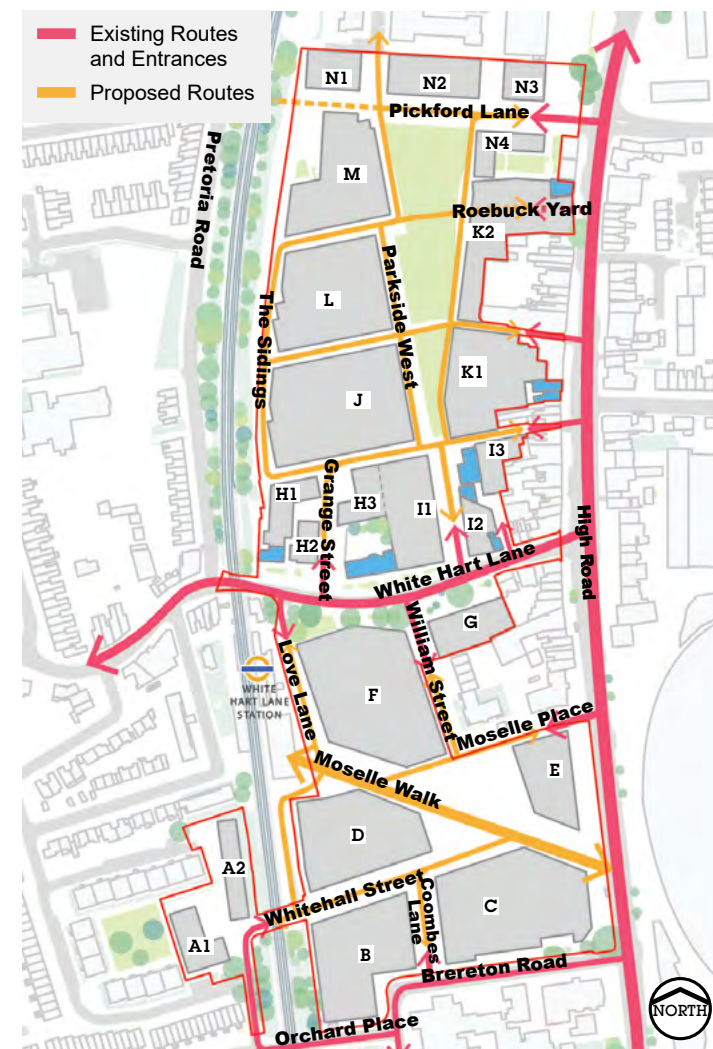 Existing Routes
and Entrances
Proposed Routes
N1
N2
N3
Pickford Lane
Pretoria Road
N4
M
Roebuck Yard
K2
Parkside West
L
The Sidings
K1
J
I3
Grange Street
H1
H3
I1
I2
H2
High Road
White Hart Lane
William Street
G
Love Lane
WHITE
HART LANE
STATION
F
Moselle Place
Moselle Walk
E
D
A2
Whitehall Street
Coombes
Lane
C
A1
B
Brereton Road
Orchard Place
NORTH